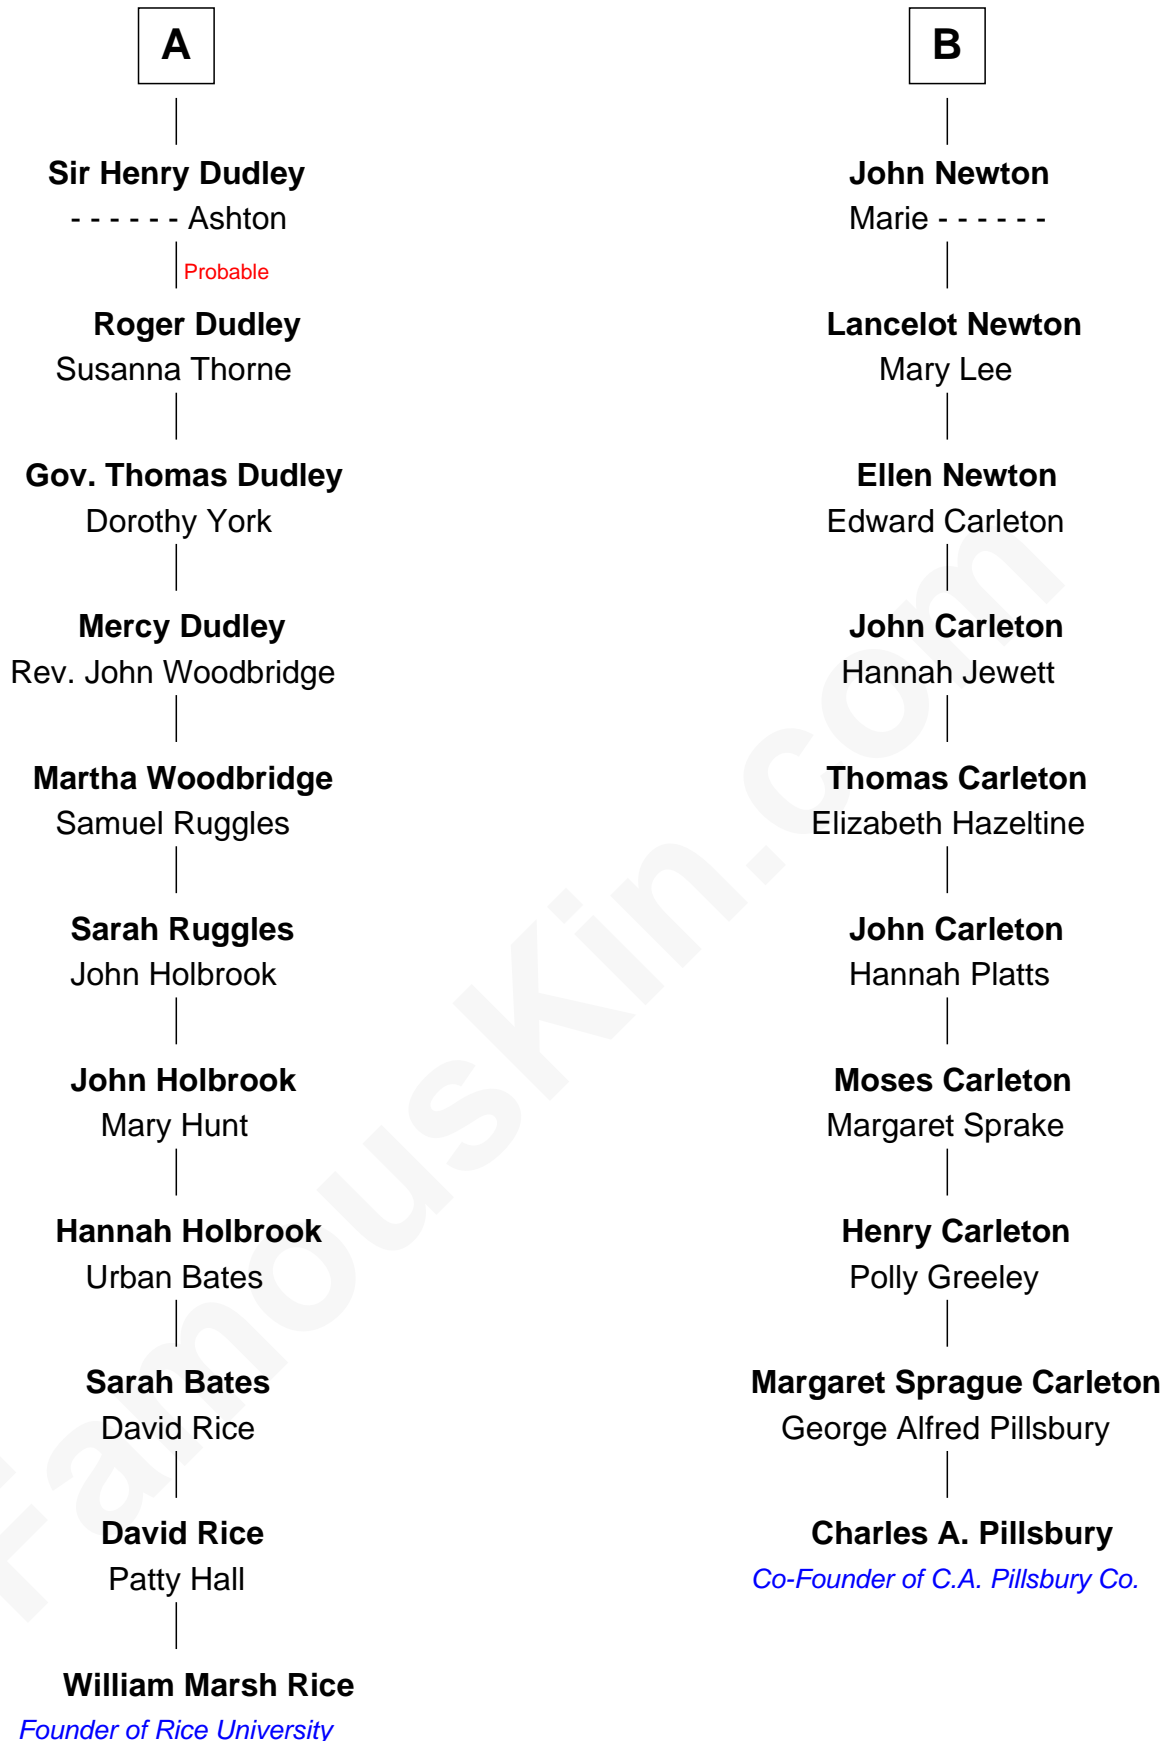 A
Sir Henry Dudley
- - - - - - Ashton
Probable
Roger Dudley
Susanna Thorne
Gov. Thomas Dudley
Dorothy York
Mercy Dudley
Rev. John Woodbridge
Martha Woodbridge
Samuel Ruggles
Sarah Ruggles
John Holbrook
John Holbrook
Mary Hunt
Hannah Holbrook
Urban Bates
Sarah Bates
David Rice
David Rice
Patty Hall
William Marsh Rice
Founder of Rice University
B
John Newton
Marie - - - - - -
Lancelot Newton
Mary Lee
Ellen Newton
Edward Carleton
John Carleton
Hannah Jewett
Thomas Carleton
Elizabeth Hazeltine
John Carleton
Hannah Platts
Moses Carleton
Margaret Sprake
Henry Carleton
Polly Greeley
Margaret Sprague Carleton
George Alfred Pillsbury
Charles A. Pillsbury
Co-Founder of C.A. Pillsbury Co.
FamousKin.com